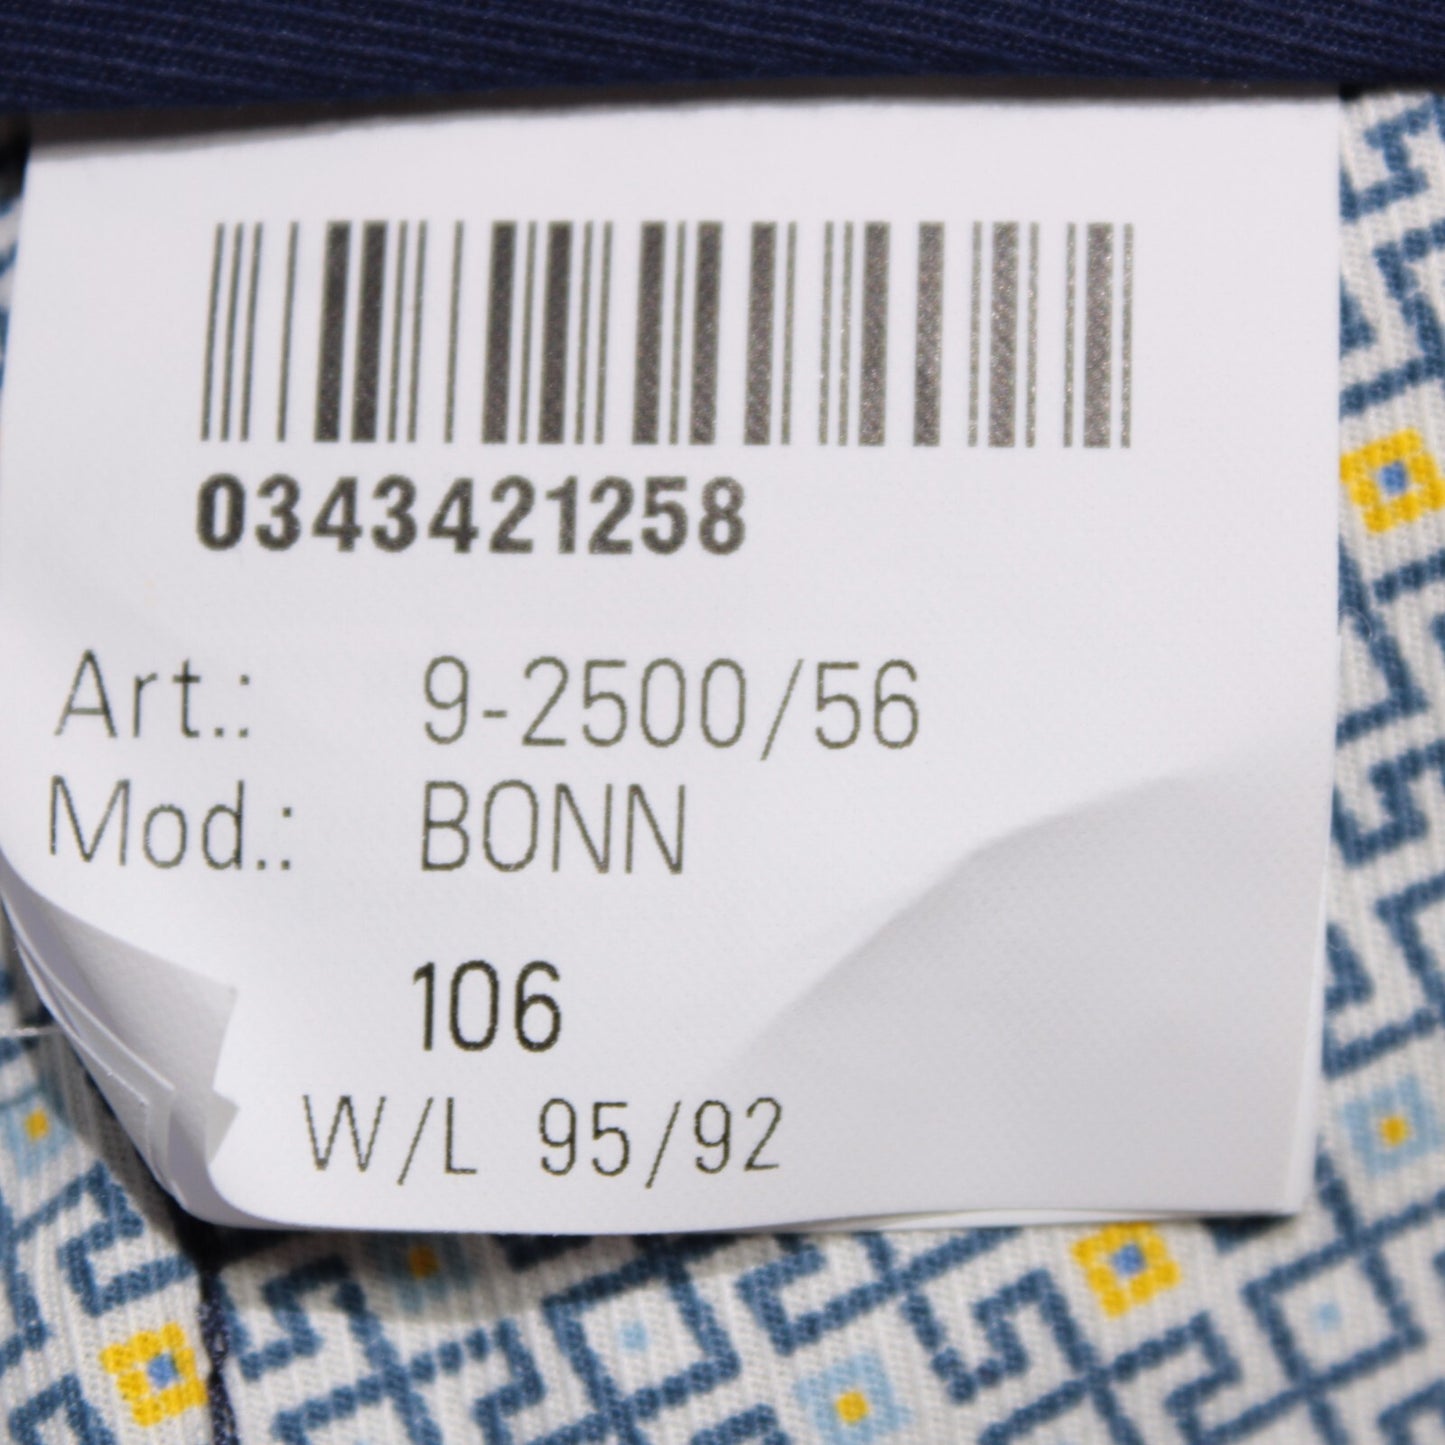 0343421258
Art.: 9-2500/56
Mod.: BONN
106
W/L 95/92